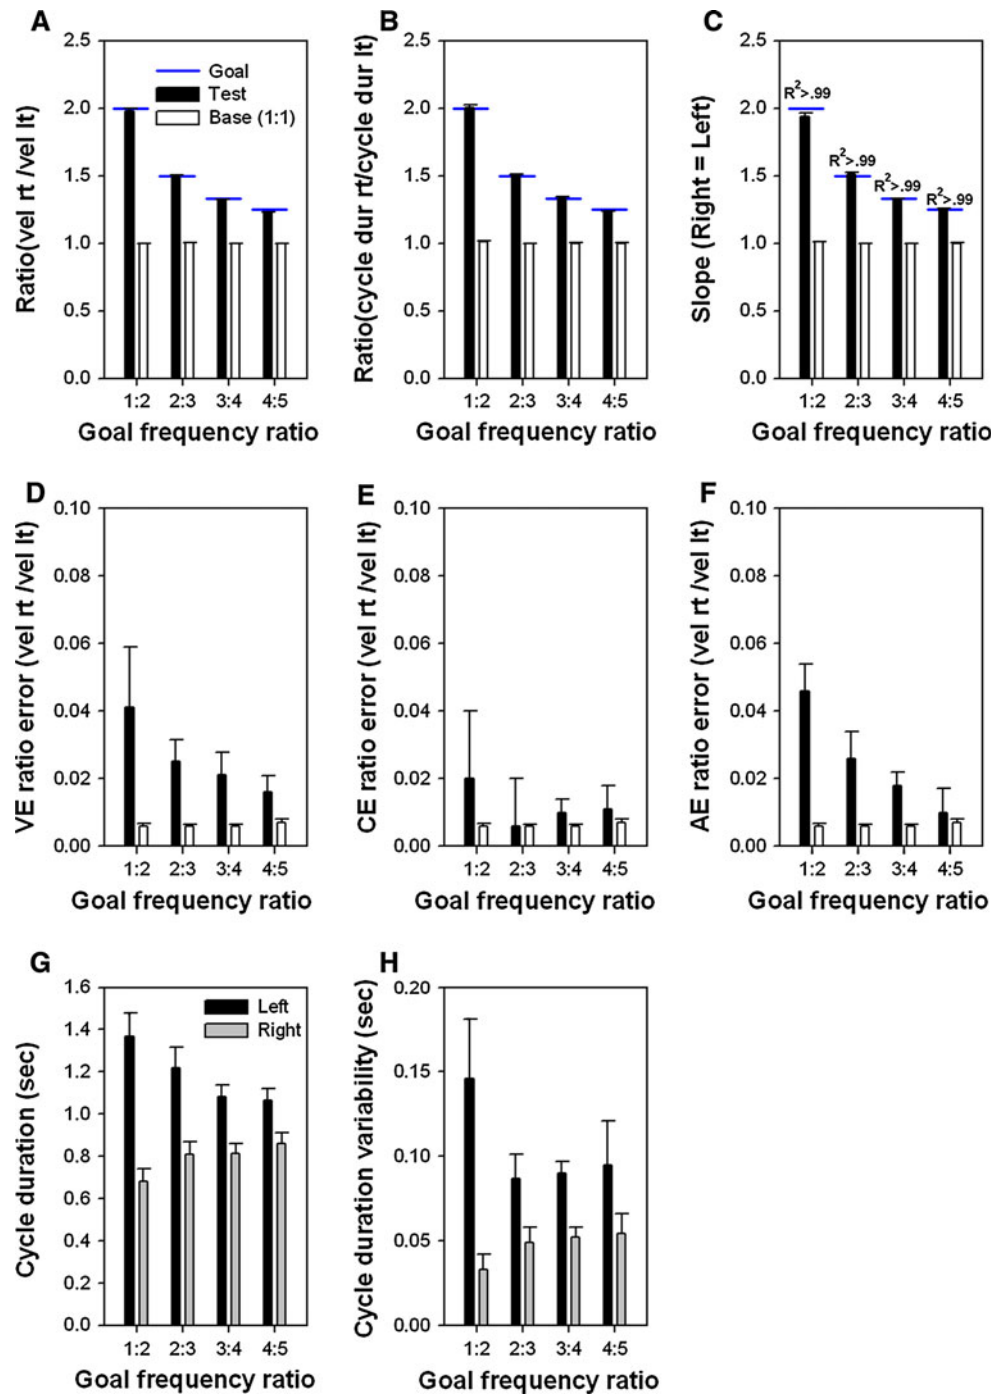 A
Ratio(vel rt /vel lt)
2.5
2.0
1.5
1.0
0.5
0.0
Goal
Test
Base (1:1)
1:2 2:3 3:4 4:5
Goal frequency ratio
B
Ratio(cycle dur rt/cycle dur lt)
2.5
2.0
1.5
1.0
0.5
0.0
1:2 2:3 3:4 4:5
Goal frequency ratio
C
Slope (Right = Left)
2.5
2.0
1.5
1.0
0.5
0.0
R²>.99
R²>.99
R²>.99
R²>.99
1:2 2:3 3:4 4:5
Goal frequency ratio
D
VE ratio error (vel rt /vel lt)
0.10
0.08
0.06
0.04
0.02
0.00
1:2 2:3 3:4 4:5
Goal frequency ratio
E
CE ratio error (vel rt /vel lt)
0.10
0.08
0.06
0.04
0.02
0.00
1:2 2:3 3:4 4:5
Goal frequency ratio
F
AE ratio error (vel rt /vel lt)
0.10
0.08
0.06
0.04
0.02
0.00
1:2 2:3 3:4 4:5
Goal frequency ratio
G
Cycle duration (sec)
1.6
1.4
1.2
1.0
0.8
0.6
0.4
0.2
0.0
Left
Right
1:2 2:3 3:4 4:5
Goal frequency ratio
H
Cycle duration variability (sec)
0.20
0.15
0.10
0.05
0.00
1:2 2:3 3:4 4:5
Goal frequency ratio